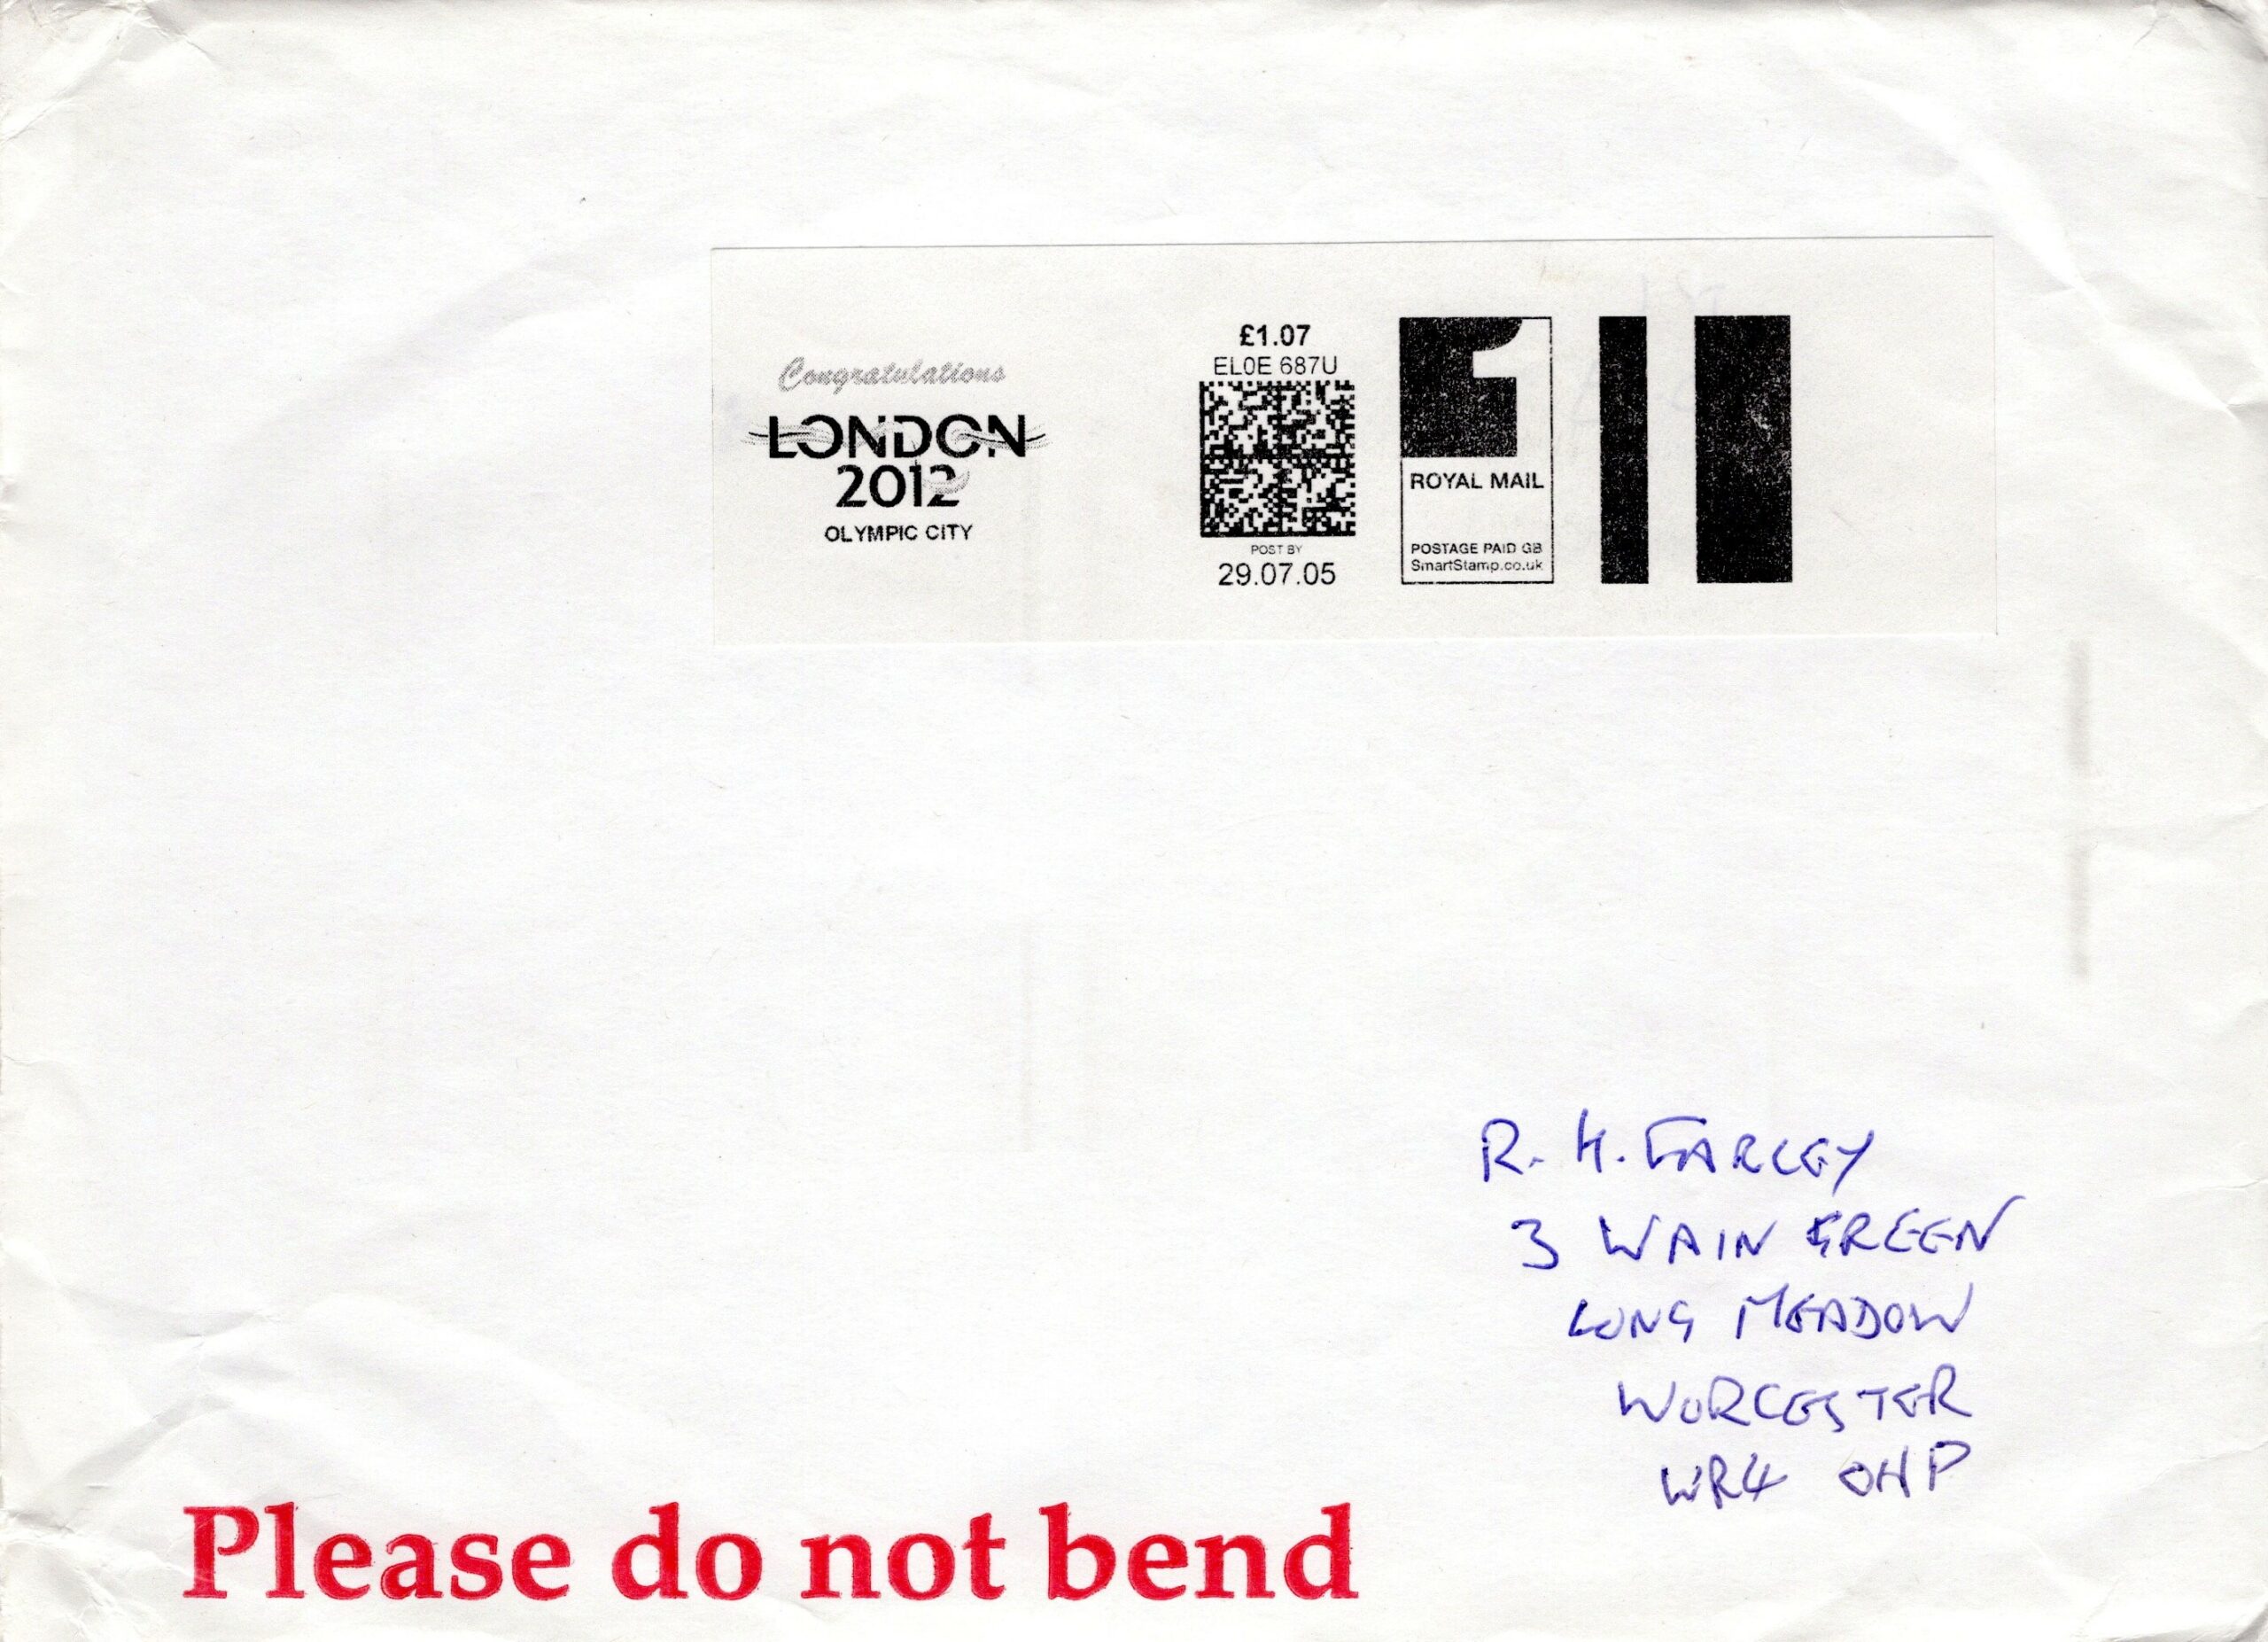 Congratulations
LONDON
2012
OLYMPIC CITY
£1.07
EL0E 687U
POST BY
29.07.05
1
ROYAL MAIL
POSTAGE PAID GB
SmartStamp.co.uk
R. H. FARLEY
3 WAIN GREEN
LONG MEADOW
WORCESTER
WR4 0HP
Please do not bend